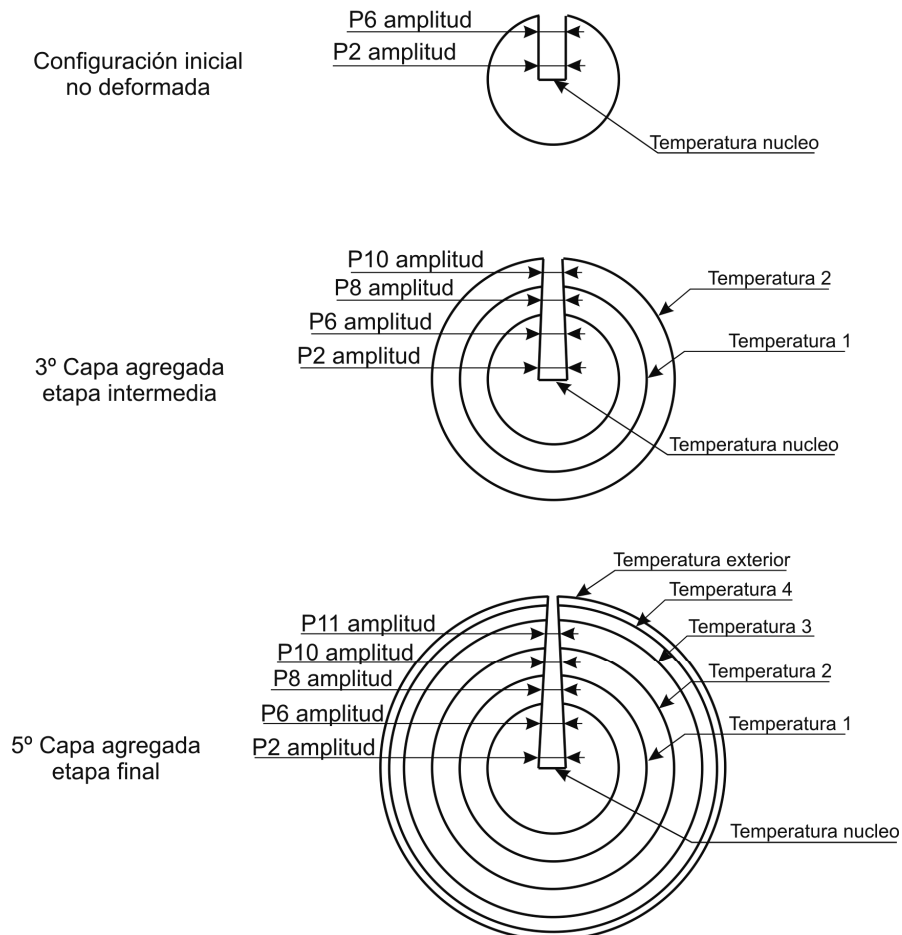 P6 amplitud
P2 amplitud
Configuración inicial
no deformada
Temperatura nucleo
P10 amplitud
P8 amplitud
P6 amplitud
P2 amplitud
Temperatura 2
Temperatura 1
3º Capa agregada
etapa intermedia
Temperatura nucleo
Temperatura exterior
Temperatura 4
Temperatura 3
P11 amplitud
P10 amplitud
P8 amplitud
Temperatura 2
P6 amplitud
Temperatura 1
P2 amplitud
5º Capa agregada
etapa final
Temperatura nucleo